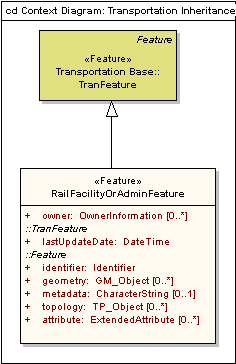 cd Context Diagram: Transportation Inheritance
Feature
«Feature»
Transportation Base::
TranFeature
«Feature»
RailFacilityOrAdminFeature
+ owner: OwnerInformation [0..*]
::TranFeature
+ lastUpdateDate: DateTime
::Feature
+ identifier: Identifier
+ geometry: GM_Object [0..*]
+ metadata: CharacterString [0..1]
+ topology: TP_Object [0..*]
+ attribute: ExtendedAttribute [0..*]